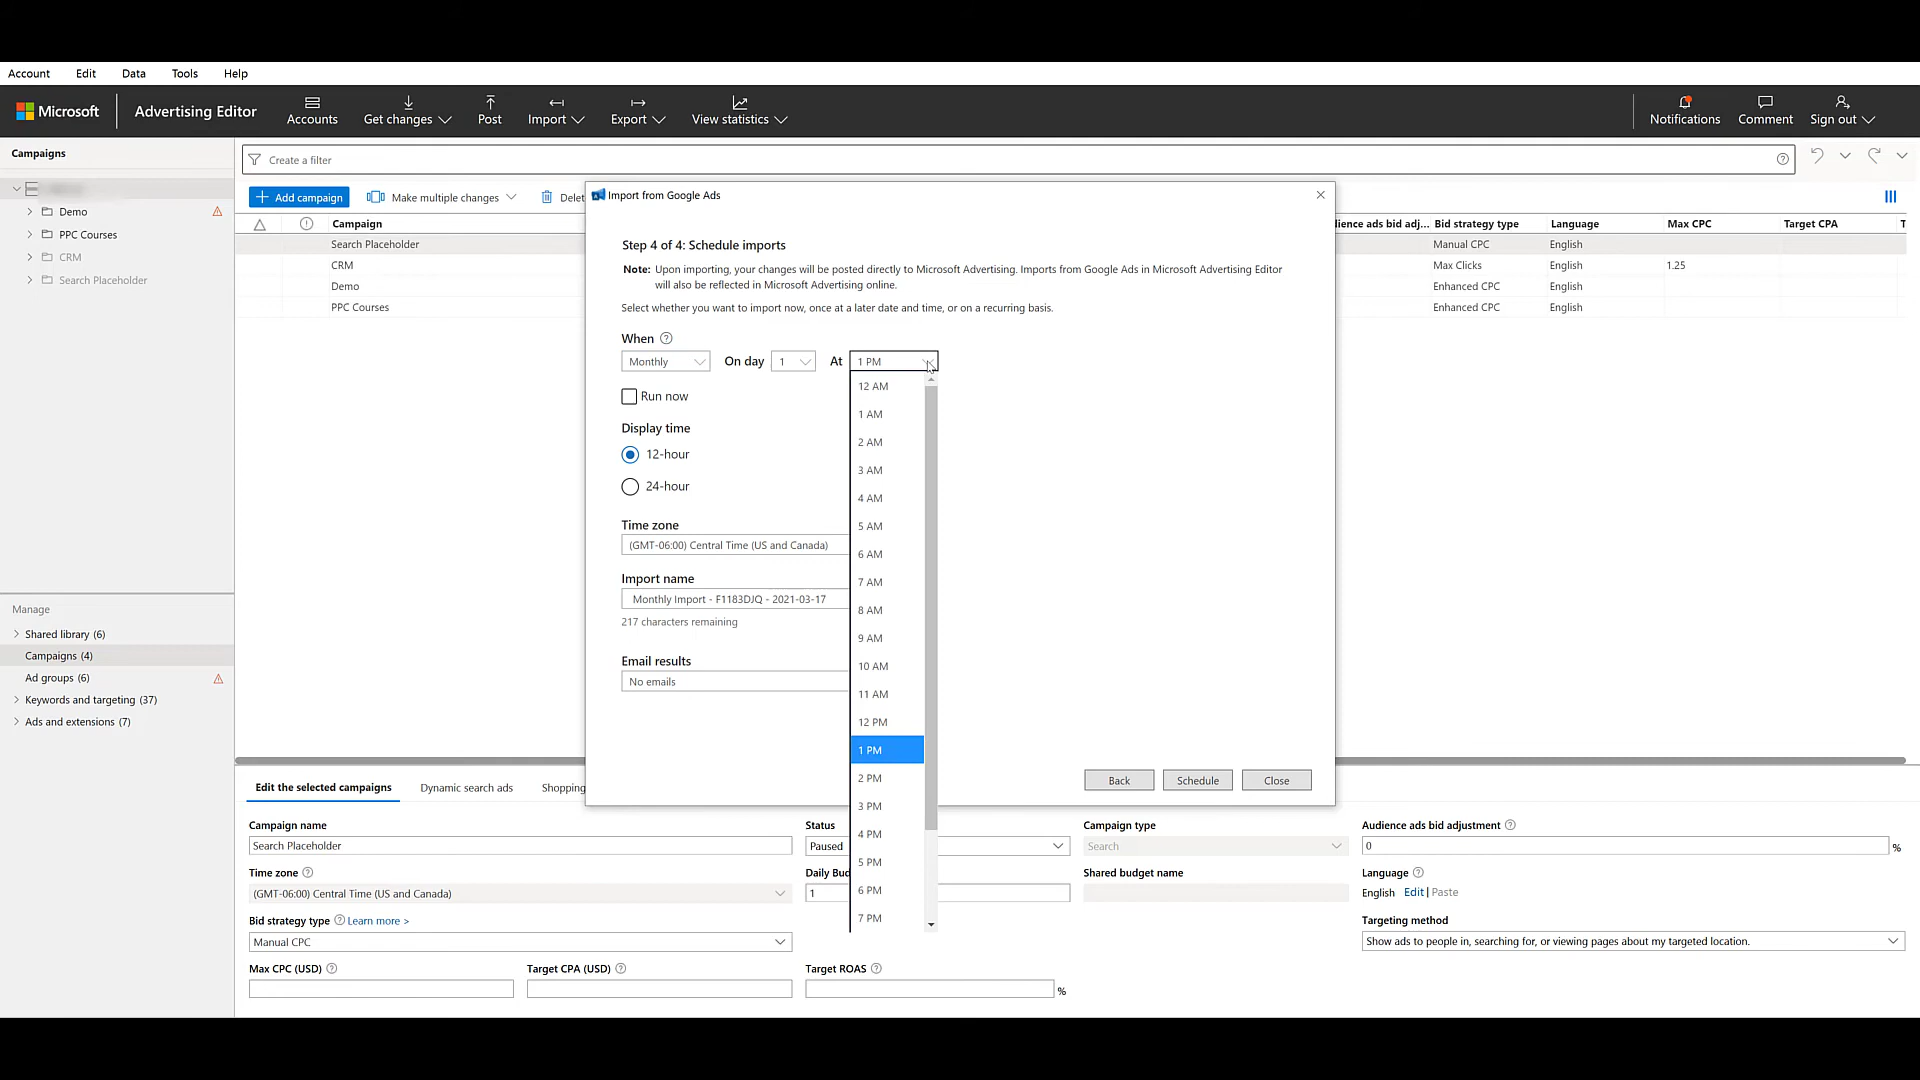 Account Edit Data Tools Help
Microsoft Advertising Editor Accounts Get changes Post Import Export View statistics Notifications Comment Sign out
Campaigns
Create a filter
Demo
PPC Courses
CRM
Search Placeholder
Add campaign Make multiple changes Delet
Campaign
Search Placeholder
CRM
Demo
PPC Courses
Import from Google Ads
Step 4 of 4: Schedule imports
Note: Upon importing, your changes will be posted directly to Microsoft Advertising. Imports from Google Ads in Microsoft Advertising Editor
will also be reflected in Microsoft Advertising online.
Select whether you want to import now, once at a later date and time, or on a recurring basis.
When
Monthly On day 1 At 1 PM
Run now
Display time
12-hour
24-hour
Time zone
(GMT-06:00) Central Time (US and Canada)
Import name
Monthly Import - F1183DJQ - 2021-03-17
217 characters remaining
Email results
No emails
12 AM
1 AM
2 AM
3 AM
4 AM
5 AM
6 AM
7 AM
8 AM
9 AM
10 AM
11 AM
12 PM
1 PM
2 PM
3 PM
4 PM
5 PM
6 PM
7 PM
Back Schedule Close
dience ads bid adj... Bid strategy type Language Max CPC Target CPA T
Manual CPC English
Max Clicks English 1.25
Enhanced CPC English
Enhanced CPC English
Manage
Shared library (6)
Campaigns (4)
Ad groups (6)
Keywords and targeting (37)
Ads and extensions (7)
Edit the selected campaigns Dynamic search ads Shopping
Campaign name
Search Placeholder
Time zone
(GMT-06:00) Central Time (US and Canada)
Bid strategy type Learn more >
Manual CPC
Max CPC (USD) Target CPA (USD) Target ROAS
%
Status
Paused
Daily Bud
1
Campaign type
Search
Shared budget name
Audience ads bid adjustment
0 %
Language
English Edit | Paste
Targeting method
Show ads to people in, searching for, or viewing pages about my targeted location.